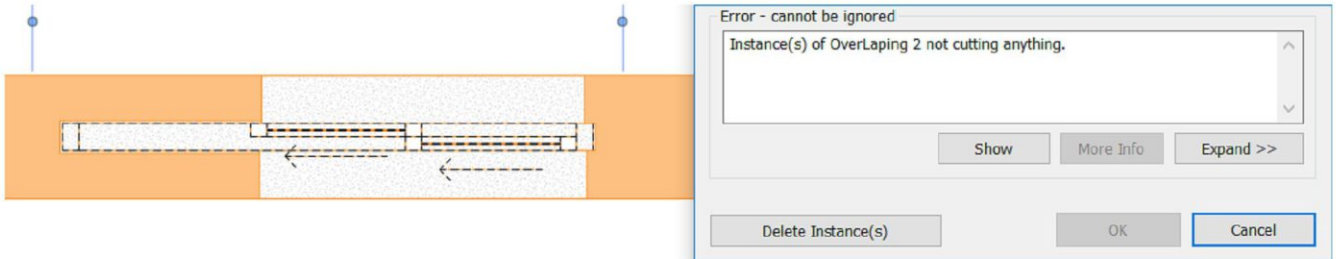 Error - cannot be ignored
Instance(s) of OverLaping 2 not cutting anything.
Show
More Info
Expand >>
Delete Instance(s)
OK
Cancel